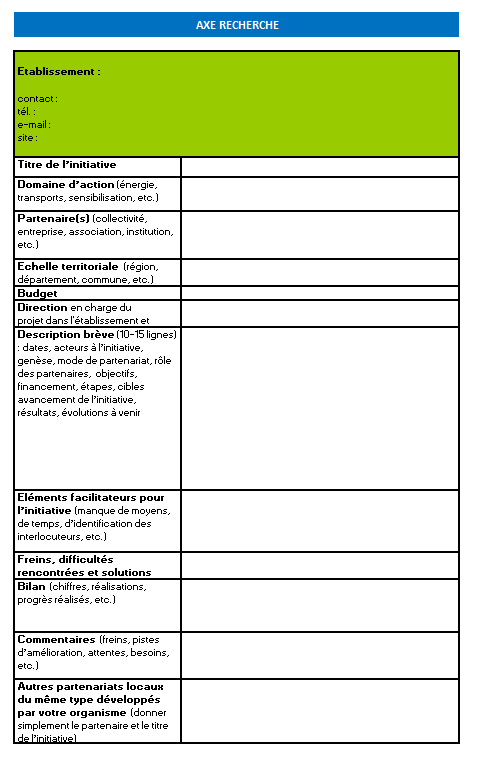 AXE RECHERCHE
Etablissement :
contact :
tél. :
e-mail :
site :
Titre de l'initiative
Domaine d'action (énergie,
transports, sensibilisation, etc.)
Partenaire(s) (collectivité,
entreprise, association, institution,
etc.)
Echelle territoriale (région,
département, commune, etc.)
Budget
Direction en charge du
projet dans l'établissement et
Description brève (10-15 lignes)
: dates, acteurs à l'initiative,
genèse, mode de partenariat, rôle
des partenaires, objectifs,
financement, étapes, cibles
avancement de l'initiative,
résultats, évolutions à venir
Eléments facilitateurs pour
l'initiative (manque de moyens,
de temps, d'identification des
interlocuteurs, etc.)
Freins, difficultés
rencontrées et solutions
Bilan (chiffres, réalisations,
progrès réalisés, etc.)
Commentaires (freins, pistes
d'amélioration, attentes, besoins,
etc.)
Autres partenariats locaux
du même type développés
par votre organisme (donner
simplement le partenaire et le titre
de l'initiative)